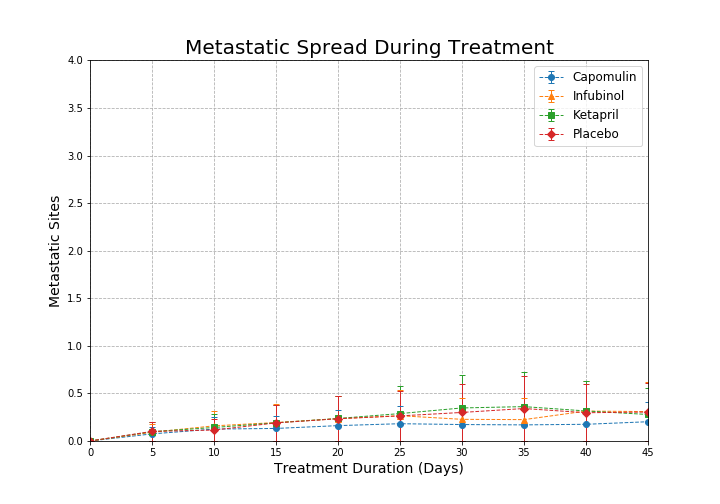 Metastatic Spread During Treatment
4.0
3.5
3.0
2.5
2.0
1.5
1.0
0.5
0.0
Metastatic Sites
Capomulin
Infubinol
Ketapril
Placebo
0 5 10 15 20 25 30 35 40 45
Treatment Duration (Days)